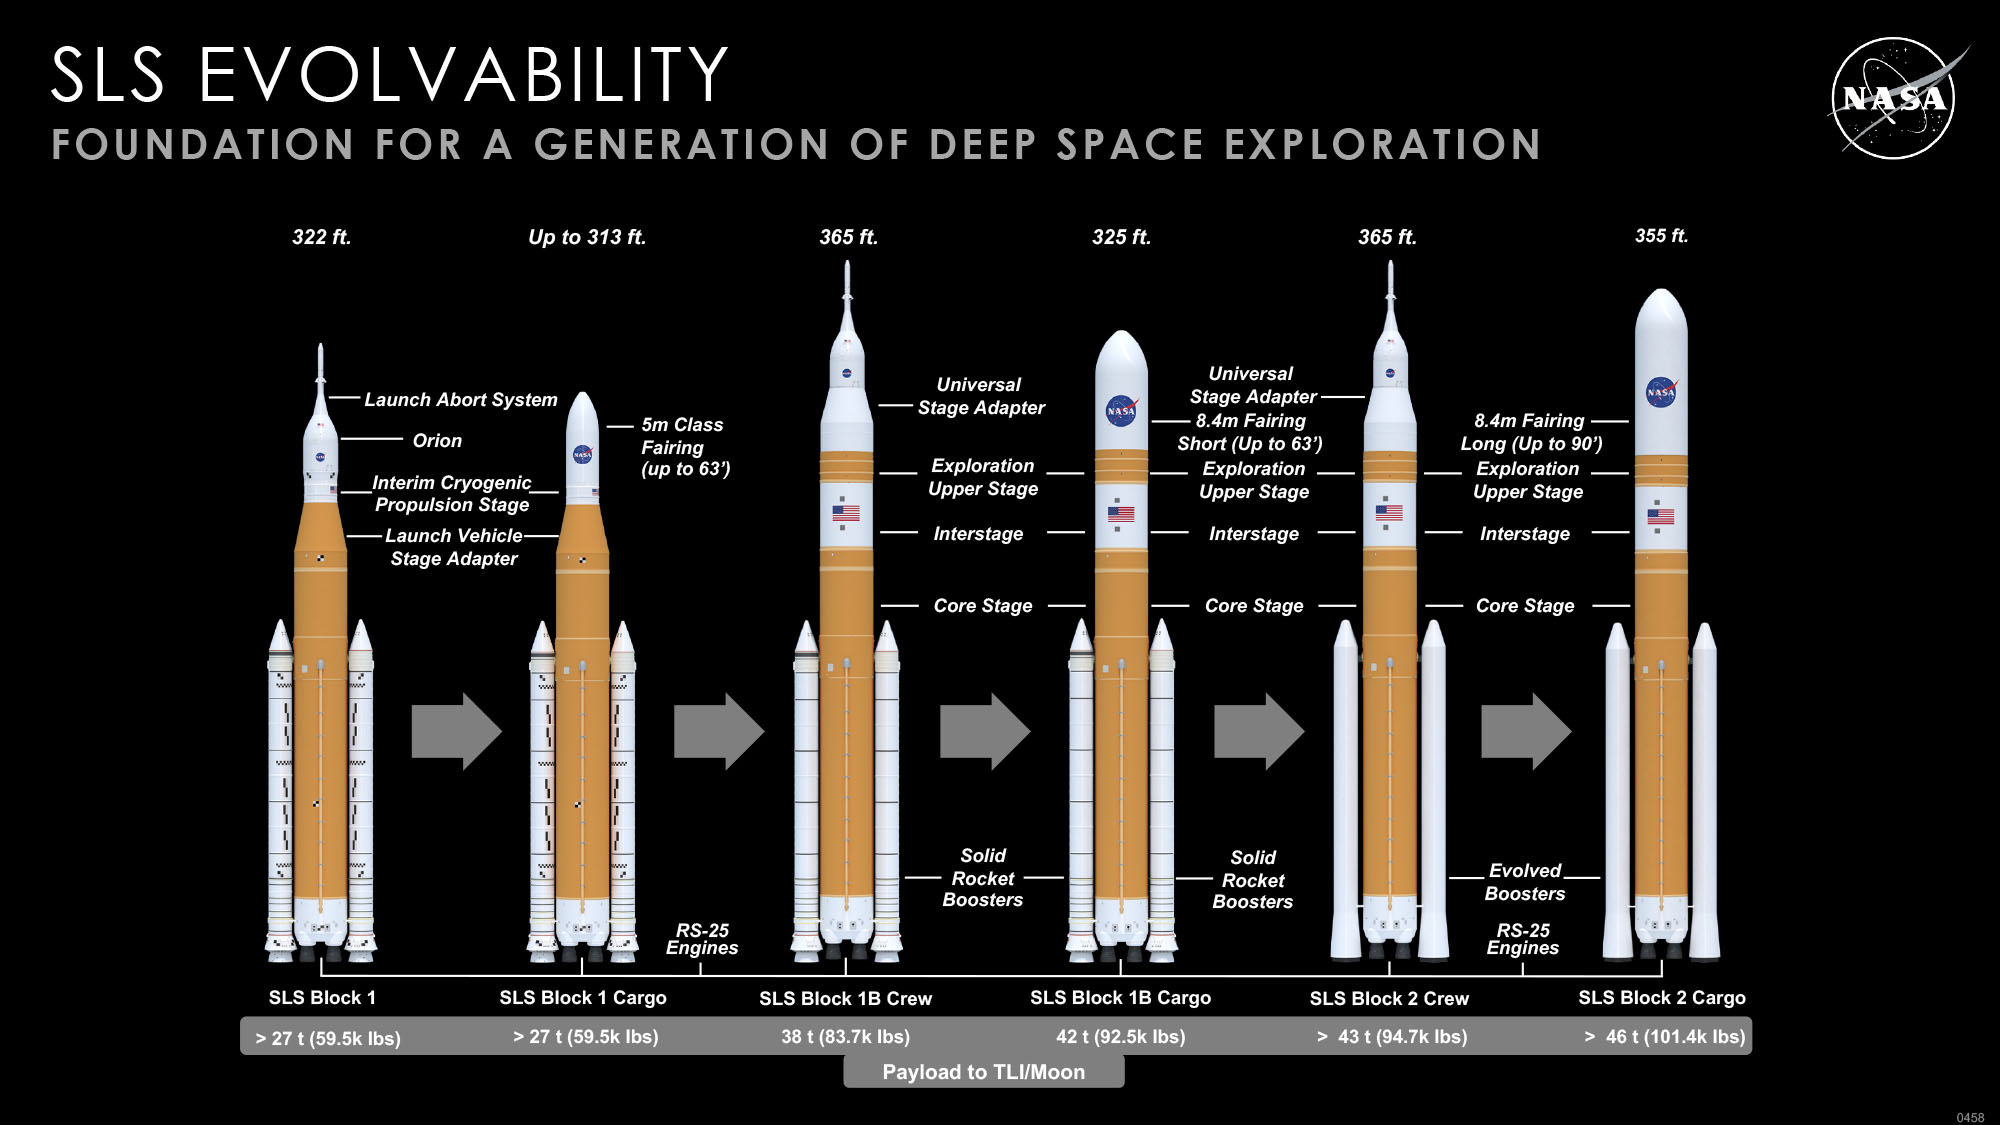 SLS EVOLVABILITY
FOUNDATION FOR A GENERATION OF DEEP SPACE EXPLORATION
NASA
322 ft.
Up to 313 ft.
365 ft.
325 ft.
365 ft.
355 ft.
Launch Abort System
Orion
Interim Cryogenic
Propulsion Stage
Launch Vehicle
Stage Adapter
5m Class
Fairing
(up to 63’)
Universal
Stage Adapter
Exploration
Upper Stage
Interstage
Core Stage
Solid
Rocket
Boosters
NASA
NASA
Universal
Stage Adapter
8.4m Fairing
Short (Up to 63’)
Exploration
Upper Stage
Interstage
Core Stage
Solid
Rocket
Boosters
8.4m Fairing
Long (Up to 90’)
Exploration
Upper Stage
Interstage
Core Stage
Evolved
Boosters
NASA
RS-25
Engines
RS-25
Engines
SLS Block 1
SLS Block 1 Cargo
SLS Block 1B Crew
SLS Block 1B Cargo
SLS Block 2 Crew
SLS Block 2 Cargo
> 27 t (59.5k lbs)
> 27 t (59.5k lbs)
38 t (83.7k lbs)
42 t (92.5k lbs)
> 43 t (94.7k lbs)
> 46 t (101.4k lbs)
Payload to TLI/Moon
0458